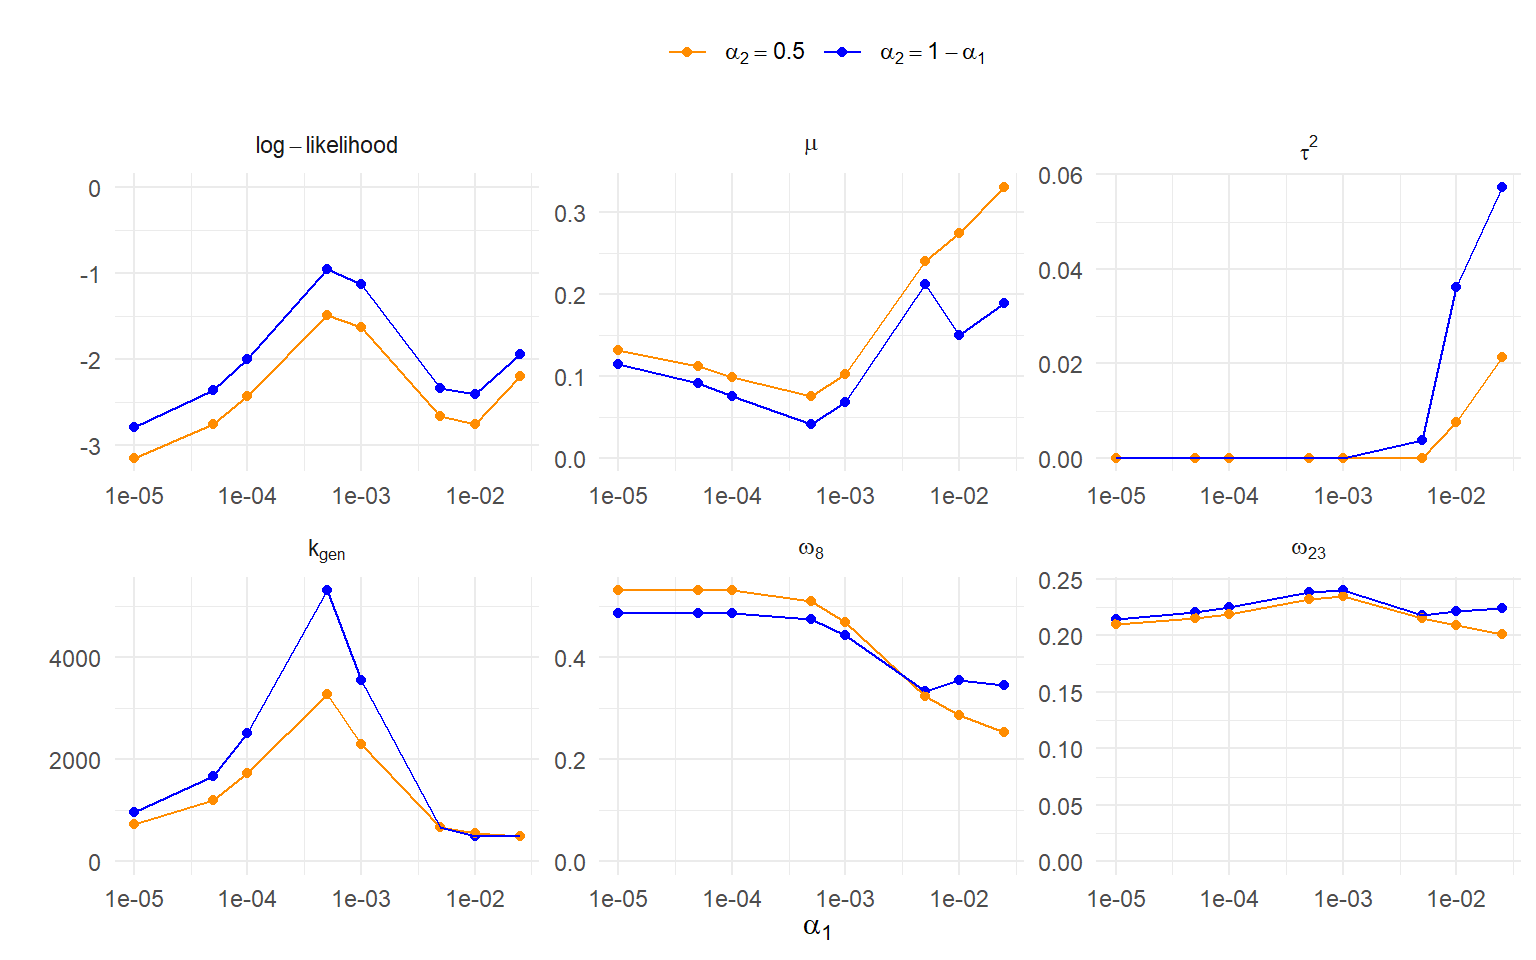 α₂ = 0.5 α₂ = 1 − α₁
log − likelihood μ τ²
0 0.3 0.06
-1 0.2 0.04
-2 0.1 0.02
-3 0.0 0.00
1e-05 1e-04 1e-03 1e-02 1e-05 1e-04 1e-03 1e-02 1e-05 1e-04 1e-03 1e-02
k_gen ω₈ ω₂₃
4000 0.4 0.25
2000 0.2 0.20
0 0.0 0.15
0.10
0.05
0.00
1e-05 1e-04 1e-03 1e-02 1e-05 1e-04 1e-03 1e-02 1e-05 1e-04 1e-03 1e-02
α₁